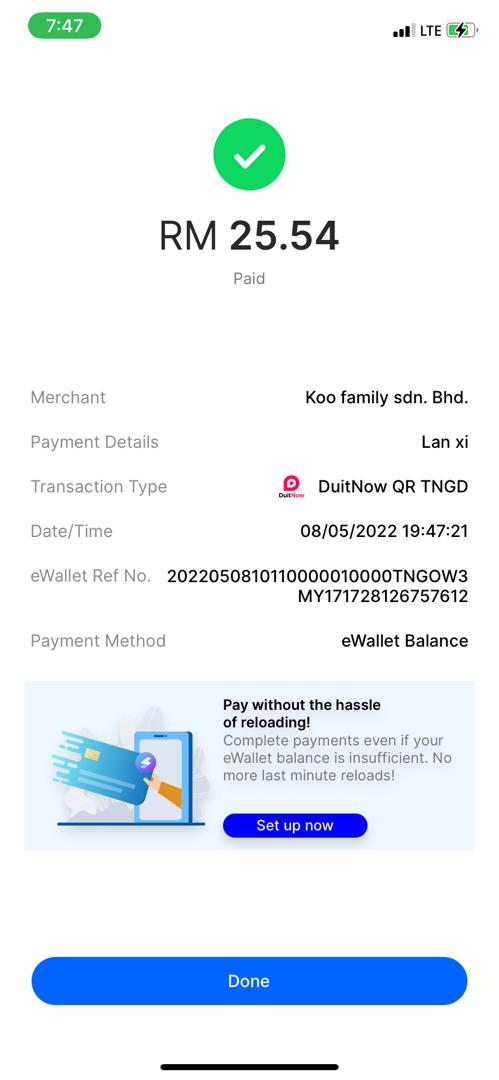 7:47
LTE
RM 25.54
Paid
Merchant Koo family sdn. Bhd.
Payment Details Lan xi
Transaction Type DuitNow DuitNow QR TNGD
Date/Time 08/05/2022 19:47:21
eWallet Ref No. 2022050810110000010000TNGOW3
MY171728126757612
Payment Method eWallet Balance
Pay without the hassle
of reloading!
Complete payments even if your
eWallet balance is insufficient. No
more last minute reloads!
Set up now
Done